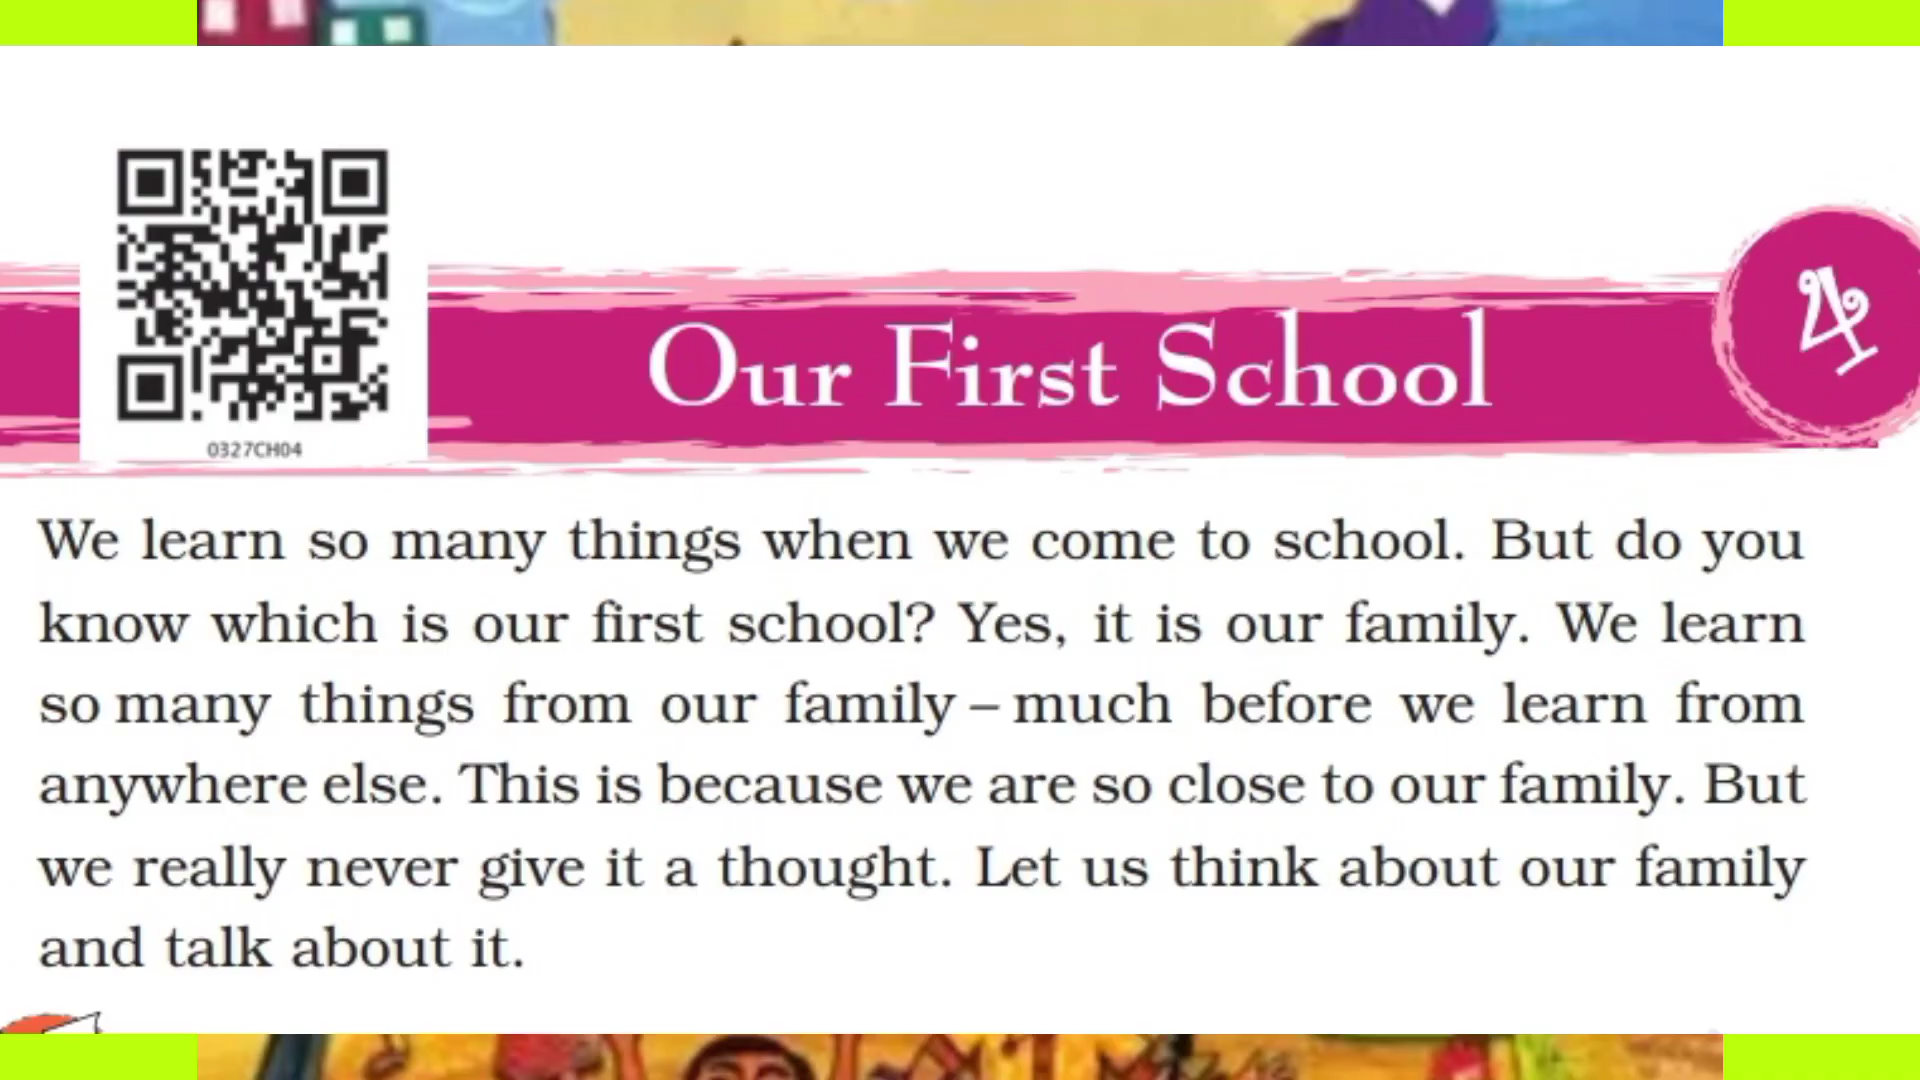 4
Our First School
0327CH04
We learn so many things when we come to school. But do you
know which is our first school? Yes, it is our family. We learn
so many things from our family – much before we learn from
anywhere else. This is because we are so close to our family. But
we really never give it a thought. Let us think about our family
and talk about it.